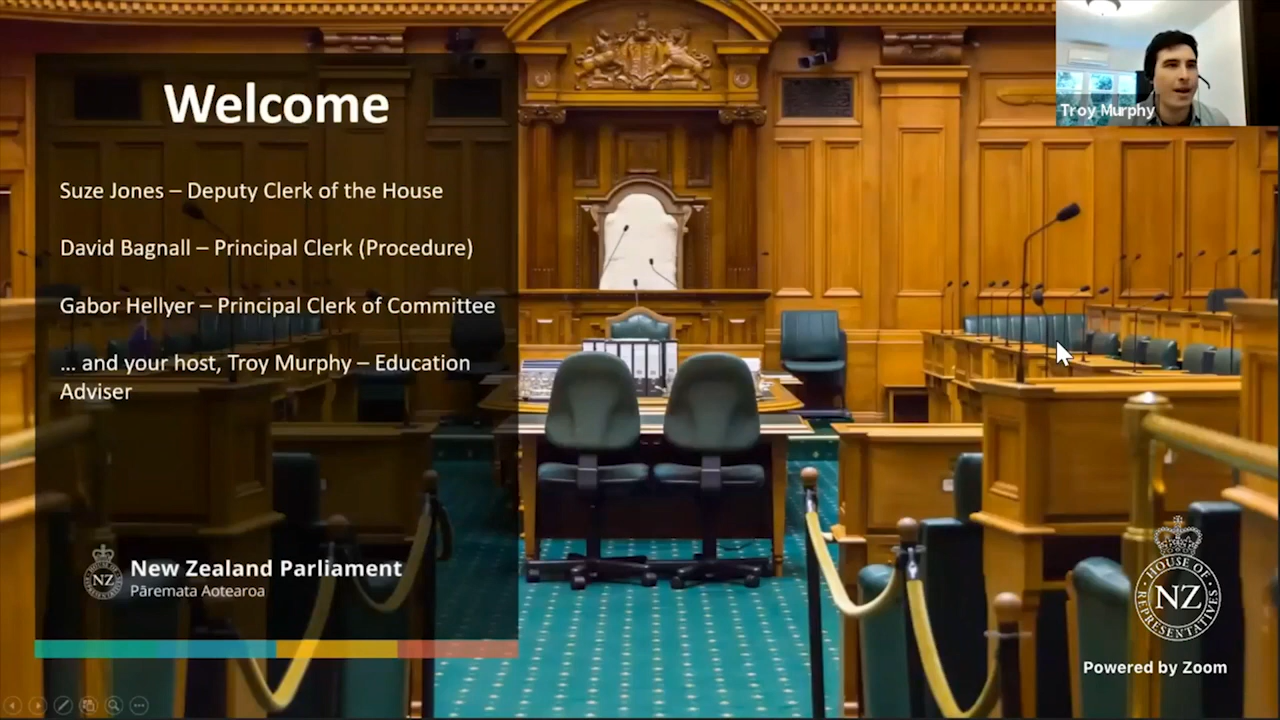 Welcome
Suze Jones – Deputy Clerk of the House
David Bagnall – Principal Clerk (Procedure)
Gabor Hellyer – Principal Clerk of Committee
... and your host, Troy Murphy – Education
Adviser
NZ
New Zealand Parliament
Pāremata Aotearoa
Troy Murphy
HOUSE OF
NZ
REPRESENTATIVES
Powered by Zoom